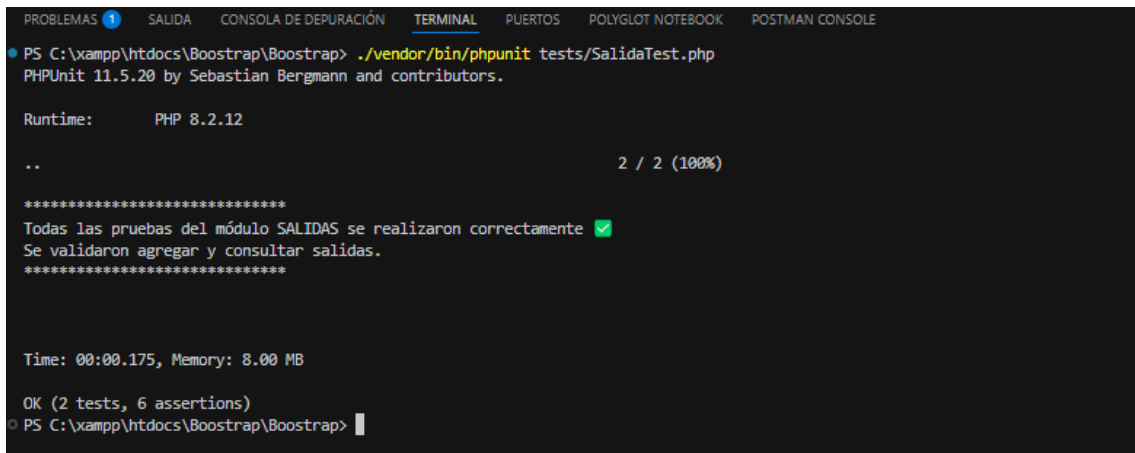 PROBLEMAS 1 SALIDA CONSOLA DE DEPURACIÓN TERMINAL PUERTOS POLYGLOT NOTEBOOK POSTMAN CONSOLE
PS C:\xampp\htdocs\Boostrap\Boostrap> ./vendor/bin/phpunit tests/SalidaTest.php
PHPUnit 11.5.20 by Sebastian Bergmann and contributors.
Runtime: PHP 8.2.12
.. 2 / 2 (100%)
******************************
Todas las pruebas del módulo SALIDAS se realizaron correctamente ✅
Se validaron agregar y consultar salidas.
******************************
Time: 00:00.175, Memory: 8.00 MB
OK (2 tests, 6 assertions)
PS C:\xampp\htdocs\Boostrap\Boostrap>